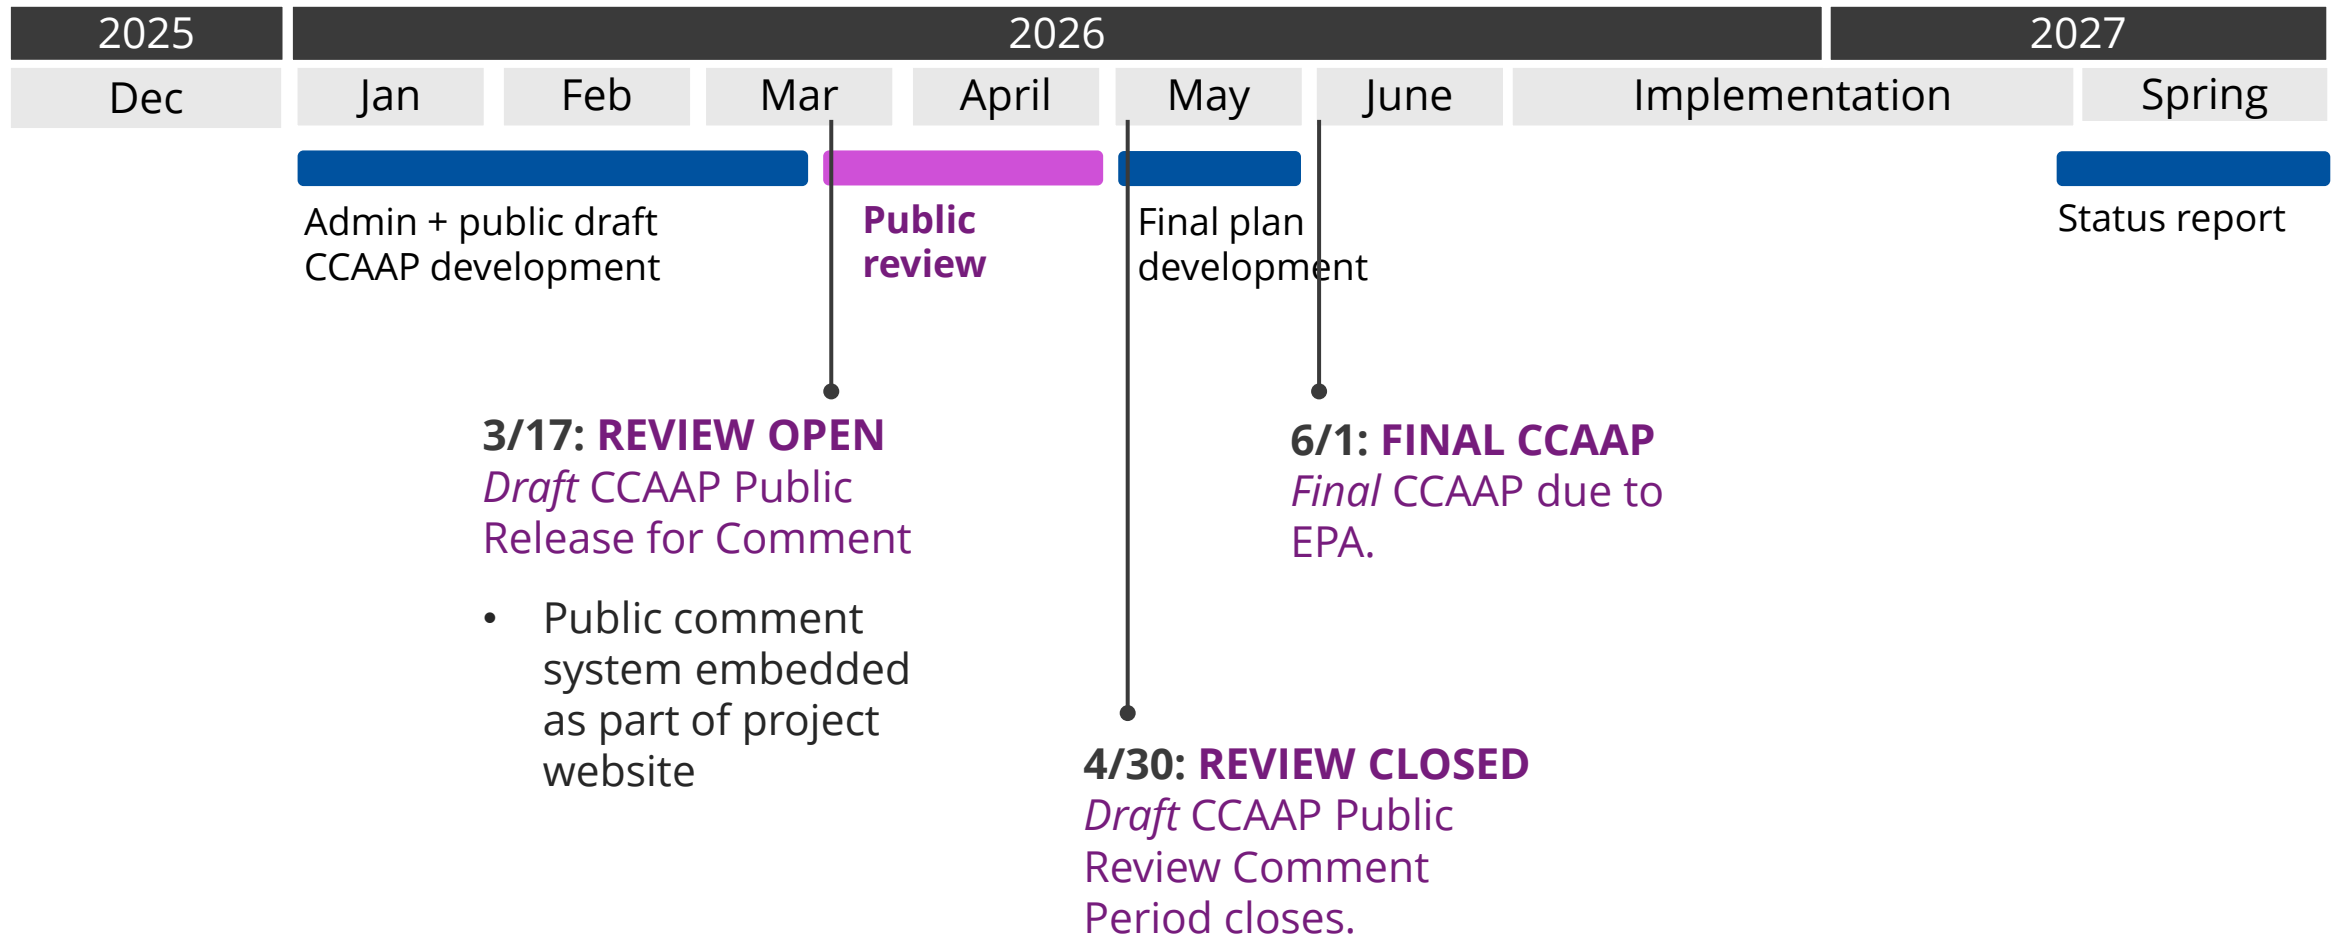 2025
2026
2027
Dec
Jan
Feb
Mar
April
May
June
Implementation
Spring
Admin + public draft
CCAAP development
Public
review
Final plan
development
Status report
3/17: REVIEW OPEN
Draft CCAAP Public
Release for Comment
• Public comment
system embedded
as part of project
website
6/1: FINAL CCAAP
Final CCAAP due to
EPA.
4/30: REVIEW CLOSED
Draft CCAAP Public
Review Comment
Period closes.